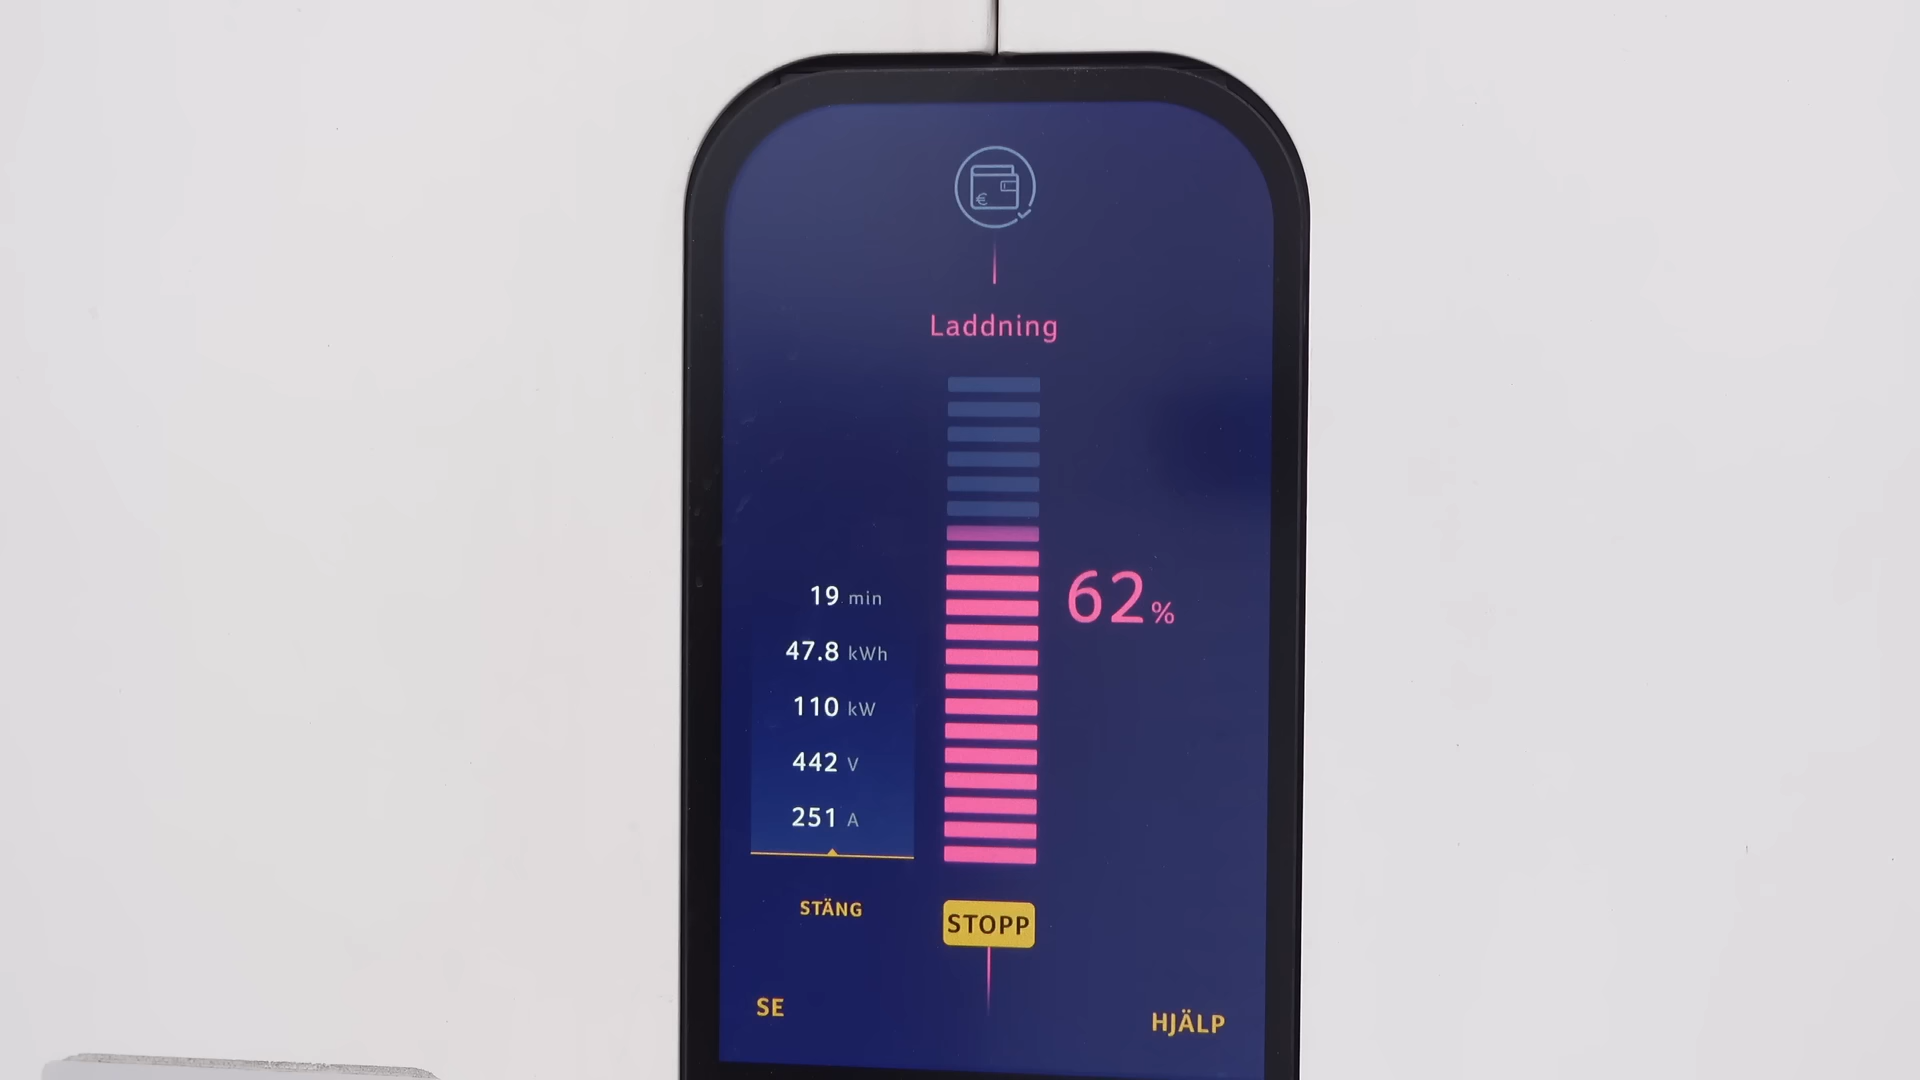 €
Laddning
62%
19 min
47.8 kWh
110 kW
442 V
251 A
STÄNG
STOPP
SE
HJÄLP